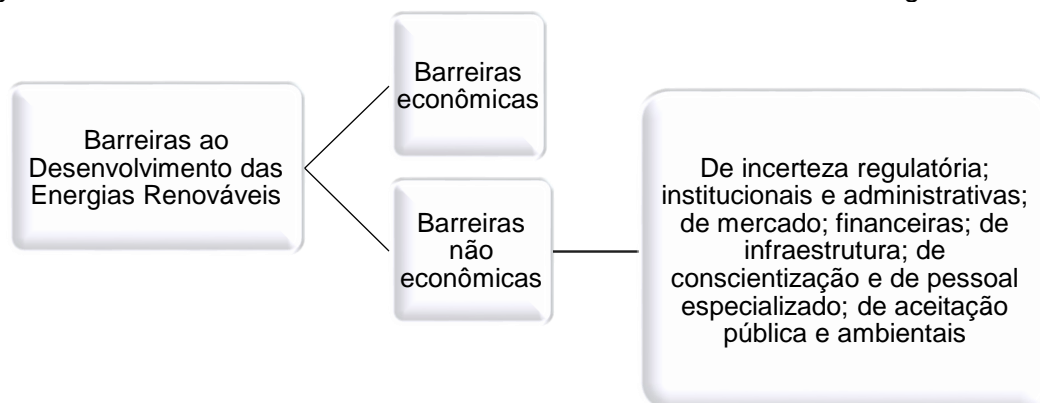 Barreiras ao
Desenvolvimento das
Energias Renováveis
Barreiras
econômicas
Barreiras
não
econômicas
De incerteza regulatória;
institucionais e administrativas;
de mercado; financeiras; de
infraestrutura; de
conscientização e de pessoal
especializado; de aceitação
pública e ambientais